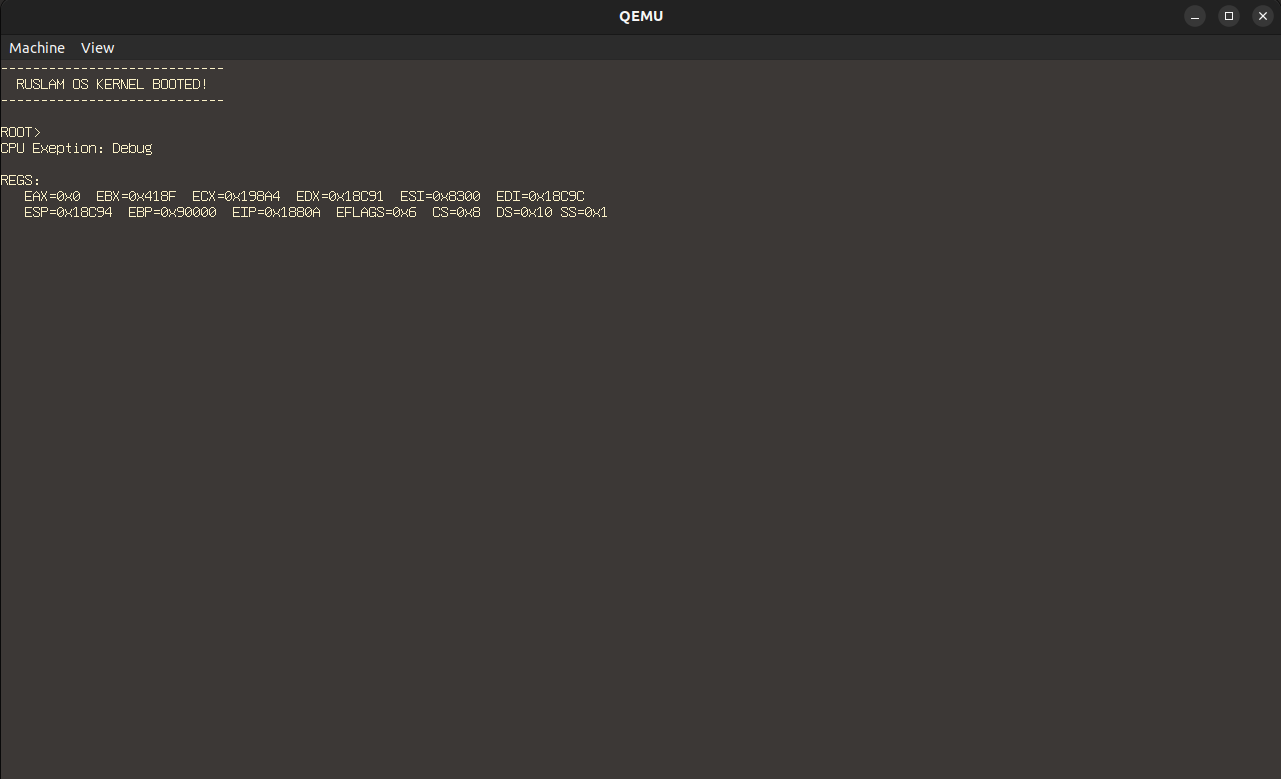 QEMU
Machine View
----------------------------
  RUSLAM OS KERNEL BOOTED!
----------------------------
ROOT>
CPU Exeption: Debug
REGS:
   EAX=0x0  EBX=0x418F  ECX=0x198A4  EDX=0x18C91  ESI=0x8300  EDI=0x18C9C
   ESP=0x18C94  EBP=0x90000  EIP=0x1880A  EFLAGS=0x6  CS=0x8  DS=0x10 SS=0x1